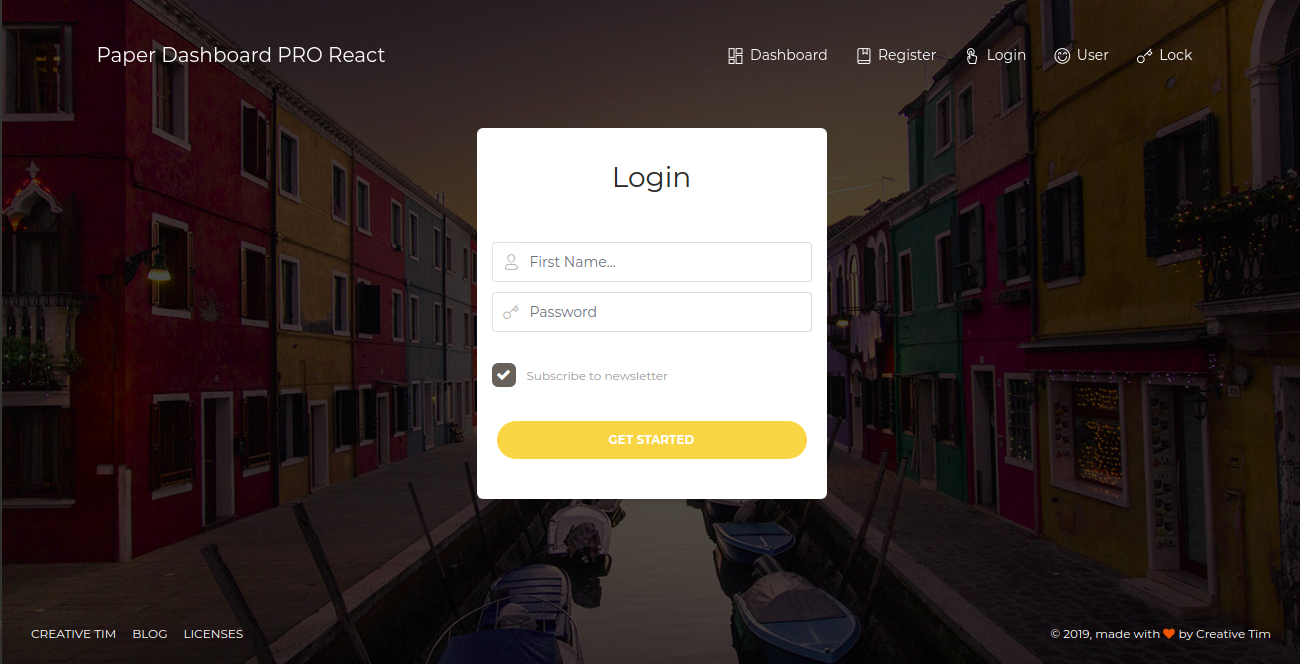 Paper Dashboard PRO React
Dashboard Register Login User Lock
Login
First Name...
Password
Subscribe to newsletter
GET STARTED
CREATIVE TIM BLOG LICENSES
© 2019, made with by Creative Tim